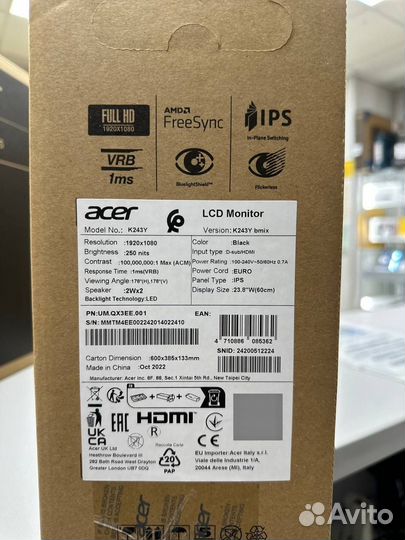 FULL HD
1920X1080
AMD
FreeSync
IPS
In-Plane Switching
VRB
1ms
BluelightShield™
Flickerless
acer
LCD Monitor
Model No.: K243Y
Version: K243Y bmix
Resolution :1920x1080
Color :Black
Brightness :250 nits
Input type :D-sub/HDMI
Contrast :100,000,000:1 Max (ACM)
Power Rating :100-240V~50/60Hz 0.7A
Response Time :1ms(VRB)
Power Cord :EURO
Viewing Angle :178°(H),178°(V)
Panel Type :IPS
Speaker :2Wx2
Display Size :23.8"W(60cm)
Backlight Technology:LED
PN:UM.QX3EE.001
EAN:
S/N: MMTM4EE002242014022410
4 710886 085362
SNID: 24200512224
Carton Dimension :600x385x133mm
Made in China :Oct 2022
Manufacturer: Acer Inc. 6F, 88, Sec.1 Xintai 5th Rd., New Taipei City
UK
CA
EAC
HDMI
R
Raccolta Carta
20
PAP
Acer UK Ltd
Heathrow Boulevard III
282 Bath Road West Drayton
Greater London UB7 0DQ
EU Importer Acer Italy s.r.l.
Viale delle Industrie 1/A,
20044 Arese (MI), Italy
acer
Avito